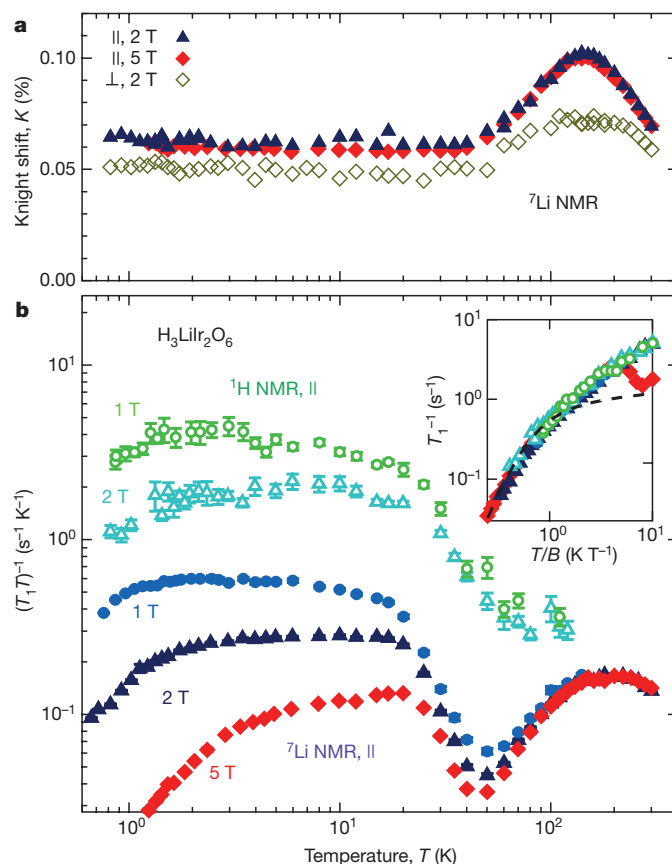 a
||, 2 T
||, 5 T
⊥, 2 T
Knight shift, K (%)
0.10
0.05
0.00
⁷Li NMR
b
H₃LiIr₂O₆
¹H NMR, ||
1 T
2 T
1 T
2 T
5 T
⁷Li NMR, ||
(T₁T)⁻¹ (s⁻¹ K⁻¹)
10¹
10⁰
10⁻¹
T₁⁻¹ (s⁻¹)
10¹
10⁰
10⁻¹
10⁰ 10¹
T/B (K T⁻¹)
10⁰ 10¹ 10²
Temperature, T (K)